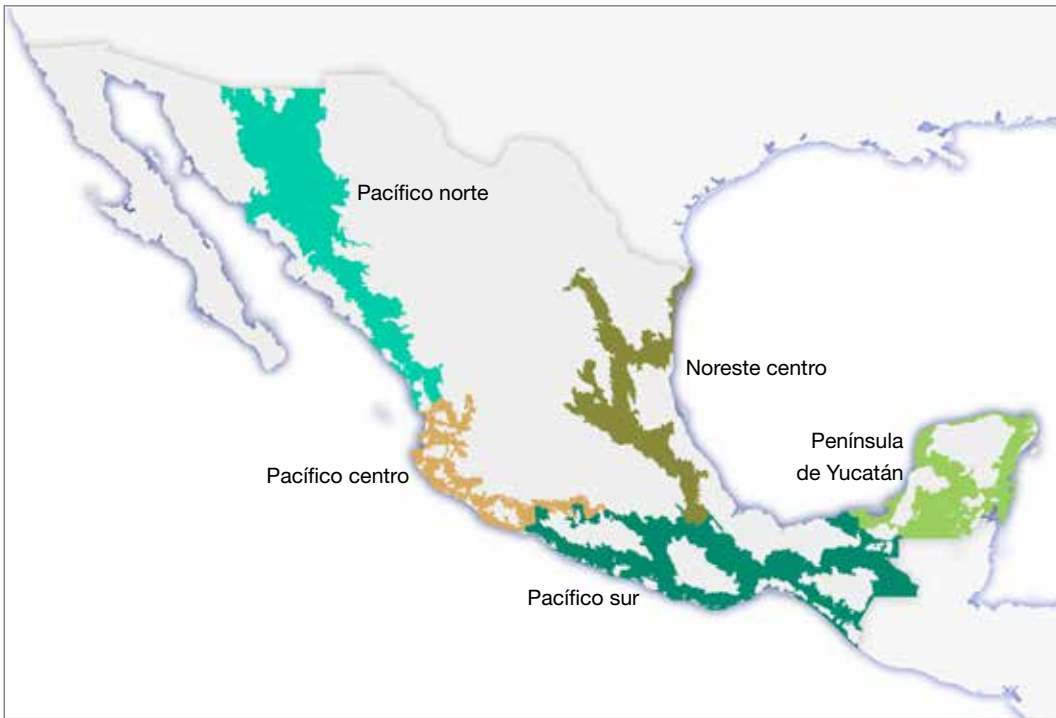 Pacífico norte
Noreste centro
Península
de Yucatán
Pacífico centro
Pacífico sur